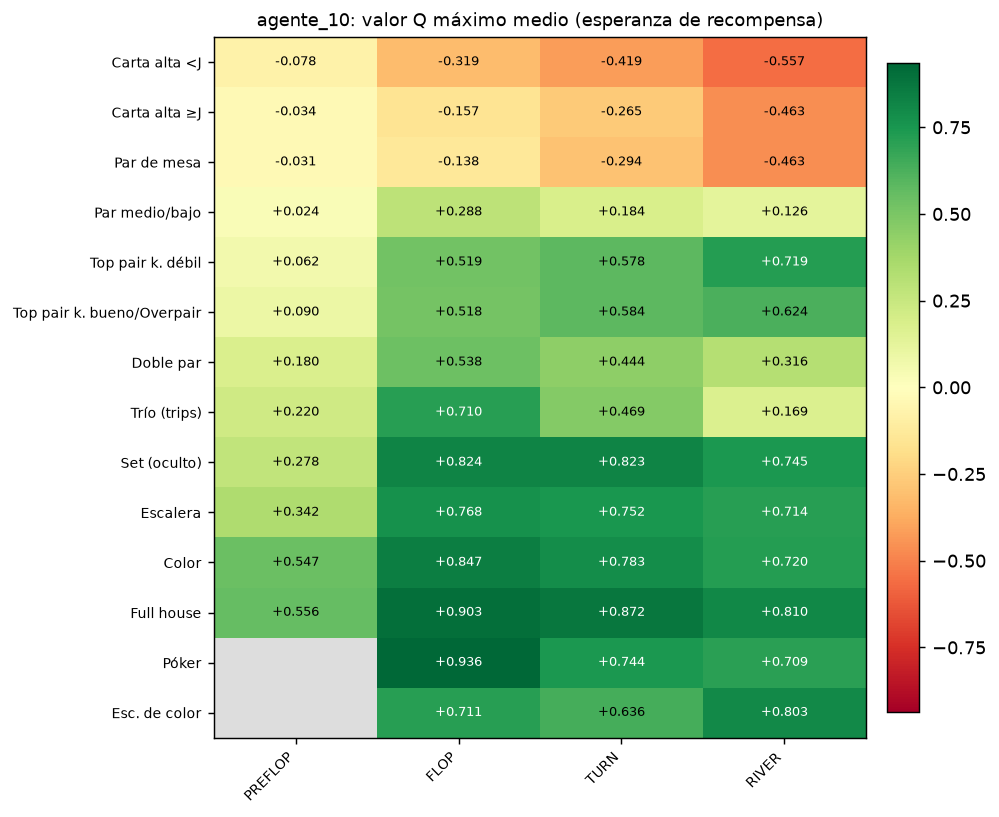 agente_10: valor Q máximo medio (esperanza de recompensa)
Carta alta <J -0.078 -0.319 -0.419 -0.557
Carta alta ≥J -0.034 -0.157 -0.265 -0.463
Par de mesa -0.031 -0.138 -0.294 -0.463
Par medio/bajo +0.024 +0.288 +0.184 +0.126
Top pair k. débil +0.062 +0.519 +0.578 +0.719
Top pair k. bueno/Overpair +0.090 +0.518 +0.584 +0.624
Doble par +0.180 +0.538 +0.444 +0.316
Trío (trips) +0.220 +0.710 +0.469 +0.169
Set (oculto) +0.278 +0.824 +0.823 +0.745
Escalera +0.342 +0.768 +0.752 +0.714
Color +0.547 +0.847 +0.783 +0.720
Full house +0.556 +0.903 +0.872 +0.810
Póker +0.936 +0.744 +0.709
Esc. de color +0.711 +0.636 +0.803
PREFLOP FLOP TURN RIVER
0.75
0.50
0.25
0.00
−0.25
−0.50
−0.75